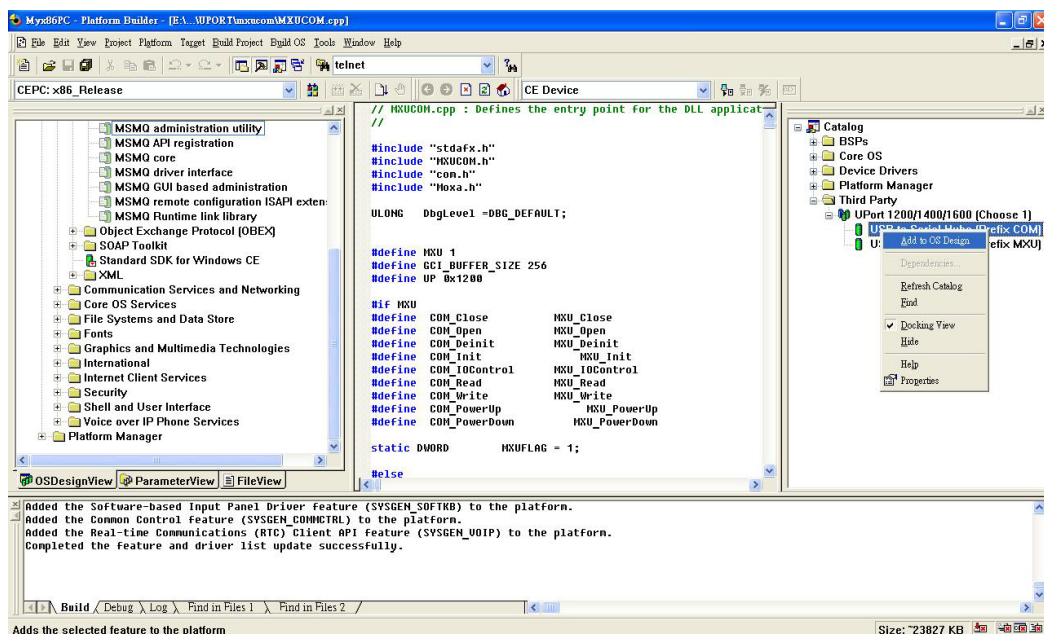 Myx86PC - Platform Builder - [E:\...\UPORT\mxucom\MXUCOM.cpp]
File Edit View Project Platform Target Build Project Build OS Tools Window Help
telnet
CEPC: x86_Release
CE Device
MSMQ administration utility
MSMQ API registration
MSMQ core
MSMQ driver interface
MSMQ GUI based administration
MSMQ remote configuration ISAPI exten
MSMQ Runtime link library
Object Exchange Protocol (OBEX)
SOAP Toolkit
Standard SDK for Windows CE
XML
Communication Services and Networking
Core OS Services
File Systems and Data Store
Fonts
Graphics and Multimedia Technologies
International
Internet Client Services
Security
Shell and User Interface
Voice over IP Phone Services
Platform Manager
OSDesignView ParameterView FileView
// MXUCOM.cpp : Defines the entry point for the DLL applicat
//
#include "stdafx.h"
#include "MXUCOM.h"
#include "com.h"
#include "Moxa.h"
ULONG DbgLevel =DBG_DEFAULT;
#define MXU 1
#define GCI_BUFFER_SIZE 256
#define UP 0x1200
#if MXU
#define COM_Close MXU_Close
#define COM_Open MXU_Open
#define COM_Deinit MXU_Deinit
#define COM_Init MXU_Init
#define COM_IOControl MXU_IOControl
#define COM_Read MXU_Read
#define COM_Write MXU_Write
#define COM_PowerUp MXU_PowerUp
#define COM_PowerDown MXU_PowerDown
static DWORD MXUFLAG = 1;
#else
Catalog
BSPs
Core OS
Device Drivers
Platform Manager
Third Party
UPort 1200/1400/1600 (Choose 1)
USB to Serial Hubs (Prefix COM)
US refix MXU)
Add to OS Design
Dependencies...
Refresh Catalog
Find
Docking View
Hide
Help
Properties
Added the Software-based Input Panel Driver feature (SYSGEN_SOFTKB) to the platform.
Added the Common Control feature (SYSGEN_COMMCTRL) to the platform.
Added the Real-time Communications (RTC) Client API feature (SYSGEN_VOIP) to the platform.
Completed the feature and driver list update successfully.
Build Debug Log Find in Files 1 Find in Files 2
Adds the selected feature to the platform
Size: ~23827 KB